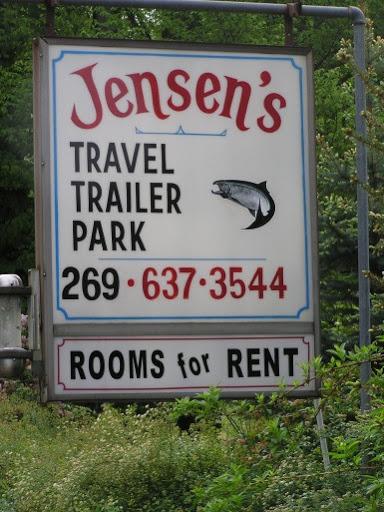 Jensen's
TRAVEL
TRAILER
PARK
269·637·3544
ROOMS for RENT